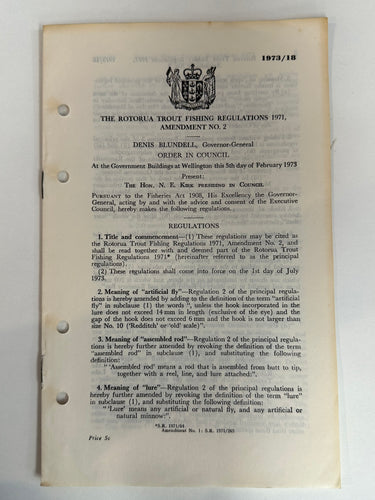 1973/18
THE ROTORUA TROUT FISHING REGULATIONS 1971,
AMENDMENT NO. 2
DENIS BLUNDELL, Governor-General
ORDER IN COUNCIL
At the Government Buildings at Wellington this 5th day of February 1973
Present:
THE HON. N. E. KIRK PRESIDING IN COUNCIL
PURSUANT to the Fisheries Act 1908, His Excellency the Governor-
General, acting by and with the advice and consent of the Executive
Council, hereby makes the following regulations.
REGULATIONS
1. Title and commencement—(1) These regulations may be cited as
the Rotorua Trout Fishing Regulations 1971, Amendment No. 2, and
shall be read together with and deemed part of the Rotorua Trout
Fishing Regulations 1971* (hereinafter referred to as the principal
regulations).
(2) These regulations shall come into force on the 1st day of July
1973.
2. Meaning of "artificial fly"—Regulation 2 of the principal regula-
tions is hereby amended by adding to the definition of the term "artificial
fly" in subclause (1) the words ", unless the hook incorporated in the
lure does not exceed 14 mm in length (exclusive of the eye) and the
gap of the hook does not exceed 6 mm and the hook is not larger than
size No. 10 ('Redditch' or 'old' scale)".
3. Meaning of "assembled rod"—Regulation 2 of the principal regula-
tions is hereby further amended by revoking the definition of the term
"assembled rod" in subclause (1), and substituting the following
definition:
"'Assembled rod' means a rod that is assembled from butt to tip,
together with a reel, line, and lure attached:".
4. Meaning of "lure"—Regulation 2 of the principal regulations is
hereby further amended by revoking the definition of the term "lure"
in subclause (1), and substituting the following definition:
"'Lure' means any artificial or natural fly, and any artificial or
natural minnow:".
*S.R. 1971/64
Amendment No. 1: S.R. 1971/263
Price 5c